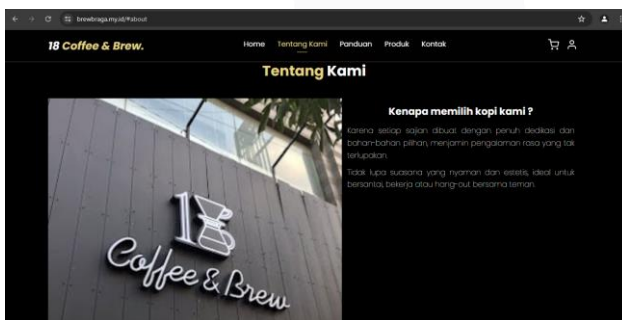 brewbraga.my.id/#about
18 Coffee & Brew.
Home Tentang Kami Panduan Produk Kontak
Tentang Kami
Kenapa memilih kopi kami ?
Karena setiap sajian dibuat dengan penuh dedikasi dan
bahan-bahan pilihan, menjamin pengalaman rasa yang tak
terlupakan.
Tidak lupa suasana yang nyaman dan estetis, ideal untuk
bersantai, bekerja atau hang-out bersama teman.
18
Coffee & Brew